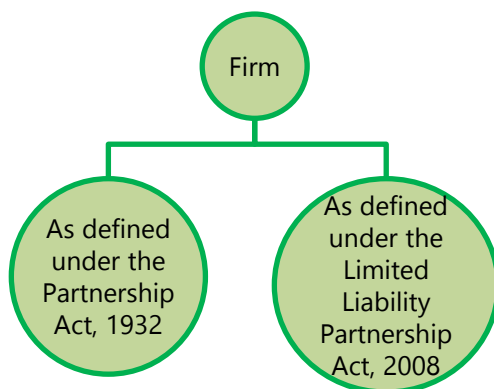 Firm
As defined
under the
Partnership
Act, 1932
As defined
under the
Limited
Liability
Partnership
Act, 2008